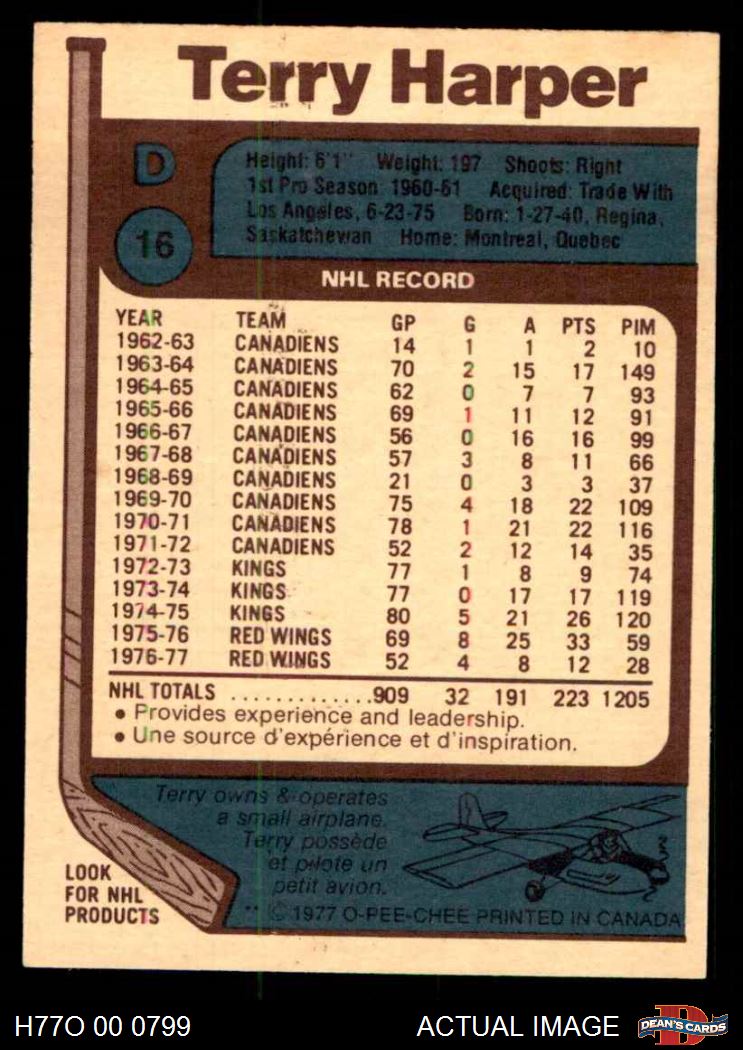 Terry Harper
D
16
Height: 6'1" Weight: 197 Shoots: Right
1st Pro Season: 1960-61 Acquired: Trade With
Los Angeles, 6-23-75 Born: 1-27-40, Regina,
Saskatchewan Home: Montreal, Quebec
NHL RECORD
YEAR TEAM GP G A PTS PIM
1962-63 CANADIENS 14 1 1 2 10
1963-64 CANADIENS 70 2 15 17 149
1964-65 CANADIENS 62 0 7 7 93
1965-66 CANADIENS 69 1 11 12 91
1966-67 CANADIENS 56 0 16 16 99
1967-68 CANADIENS 57 3 8 11 66
1968-69 CANADIENS 21 0 3 3 37
1969-70 CANADIENS 75 4 18 22 109
1970-71 CANADIENS 78 1 21 22 116
1971-72 CANADIENS 52 2 12 14 35
1972-73 KINGS 77 1 8 9 74
1973-74 KINGS 77 0 17 17 119
1974-75 KINGS 80 5 21 26 120
1975-76 RED WINGS 69 8 25 33 59
1976-77 RED WINGS 52 4 8 12 28
NHL TOTALS ..............909 32 191 223 1205
• Provides experience and leadership.
• Une source d'expérience et d'inspiration.
Terry owns & operates
a small airplane.
Terry possède
et pilote un
petit avion.
LOOK
FOR NHL
PRODUCTS
** © 1977 O-PEE-CHEE PRINTED IN CANADA
H77O 00 0799
ACTUAL IMAGE
D
DEAN'S CARDS